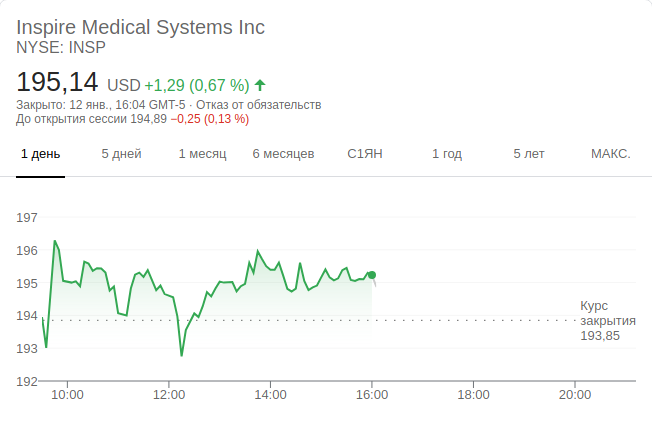 Inspire Medical Systems Inc
NYSE: INSP
195,14 USD +1,29 (0,67 %)
Закрыто: 12 янв., 16:04 GMT-5 · Отказ от обязательств
До открытия сессии 194,89 −0,25 (0,13 %)
1 день 5 дней 1 месяц 6 месяцев С1ЯН 1 год 5 лет МАКС.
197
196
195
194
193
192
Курс
закрытия
193,85
10:00 12:00 14:00 16:00 18:00 20:00